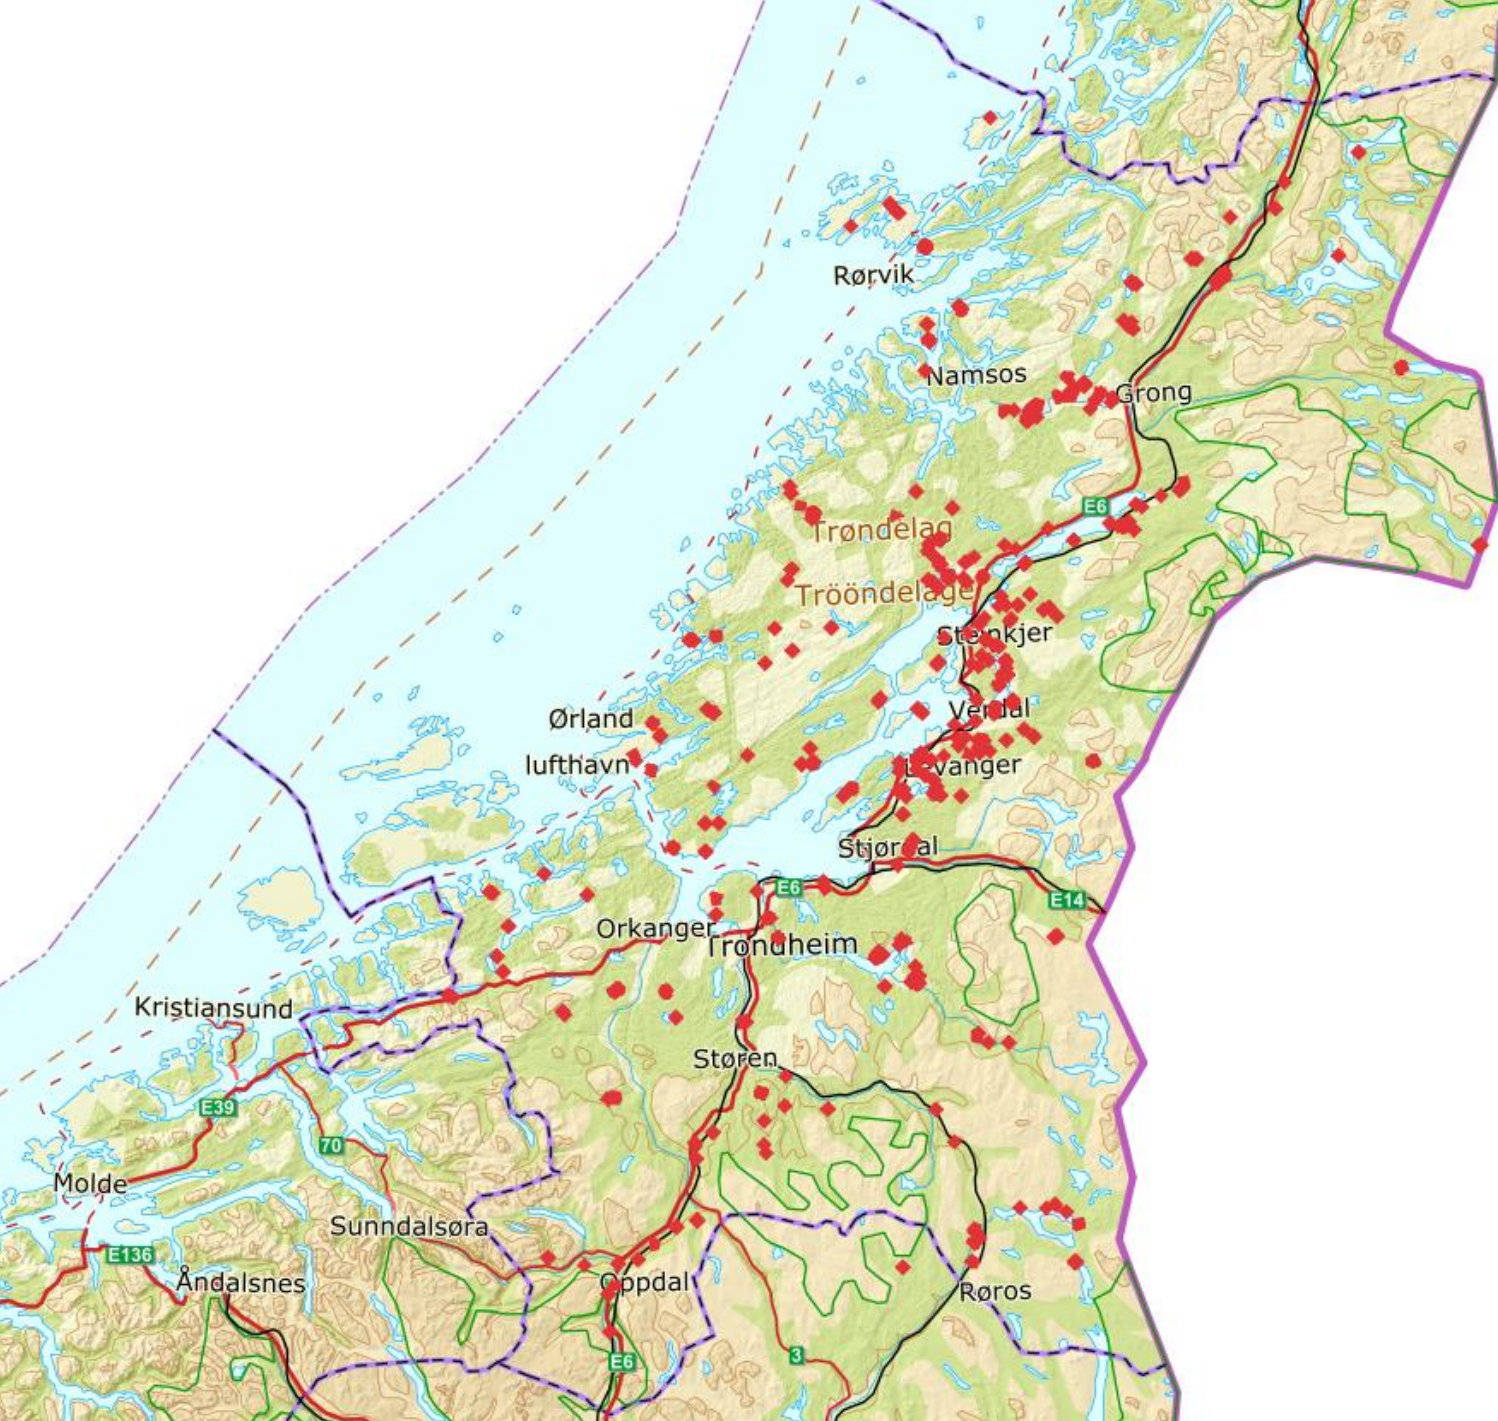 Rørvik
Namsos
Grong
E6
Trøndelag
Trööndelage
Steinkjer
Verdal
Ørland
lufthavn
Levanger
Stjørdal
E6
E14
Orkanger
Trondheim
Kristiansund
Støren
E39
70
Molde
Sunndalsøra
E136
Åndalsnes
Oppdal
Røros
E6
3